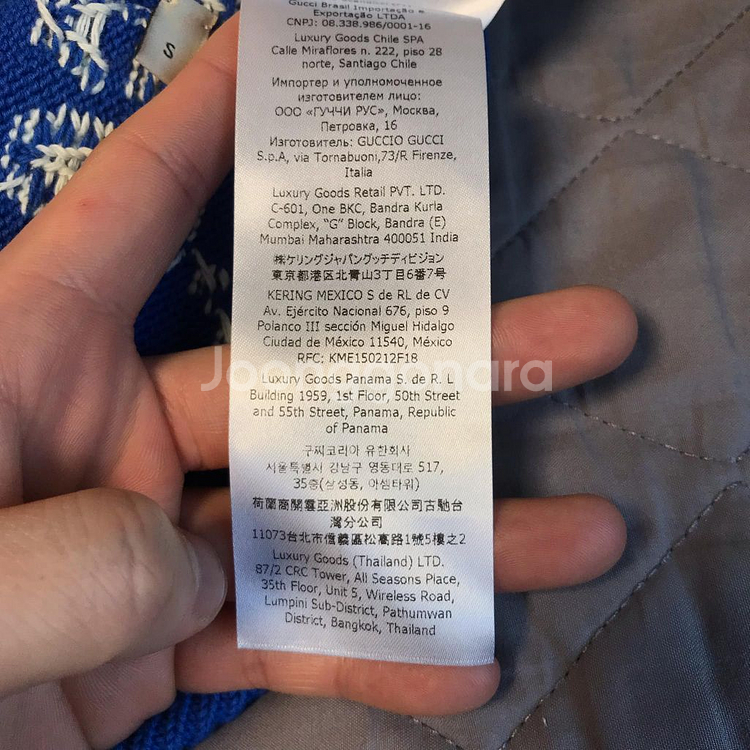 Gucci Brasil Importação e
Exportação LTDA
CNPJ: 08.338.986/0001-16
Luxury Goods Chile SPA
Calle Miraflores n. 222, piso 28
norte, Santiago Chile
Импортер и уполномоченное
изготовителем лицо:
ООО «ГУЧЧИ РУС», Москва,
Петровка, 16
Изготовитель: GUCCIO GUCCI
S.p.A, via Tornabuoni,73/R Firenze,
Italia
Luxury Goods Retail PVT. LTD.
C-601, One BKC, Bandra Kurla
Complex, "G" Block, Bandra (E)
Mumbai Maharashtra 400051 India
㈱ケリングジャパングッチディビジョン
東京都港区北青山3丁目6番7号
KERING MEXICO S de RL de CV
Av. Ejército Nacional 676, piso 9
Polanco III sección Miguel Hidalgo
Ciudad de México 11540, México
RFC: KME150212F18
Luxury Goods Panama S. de R. L
Building 1959, 1st Floor, 50th Street
and 55th Street, Panama, Republic
of Panama
구찌코리아 유한회사
서울특별시 강남구 영동대로 517,
35층(삼성동, 아셈타워)
荷蘭商開雲亞洲股份有限公司古馳台
灣分公司
11073台北市信義區松高路1號5樓之2
Luxury Goods (Thailand) LTD.
87/2 CRC Tower, All Seasons Place,
35th Floor, Unit 5, Wireless Road,
Lumpini Sub-District, Pathumwan
District, Bangkok, Thailand
S